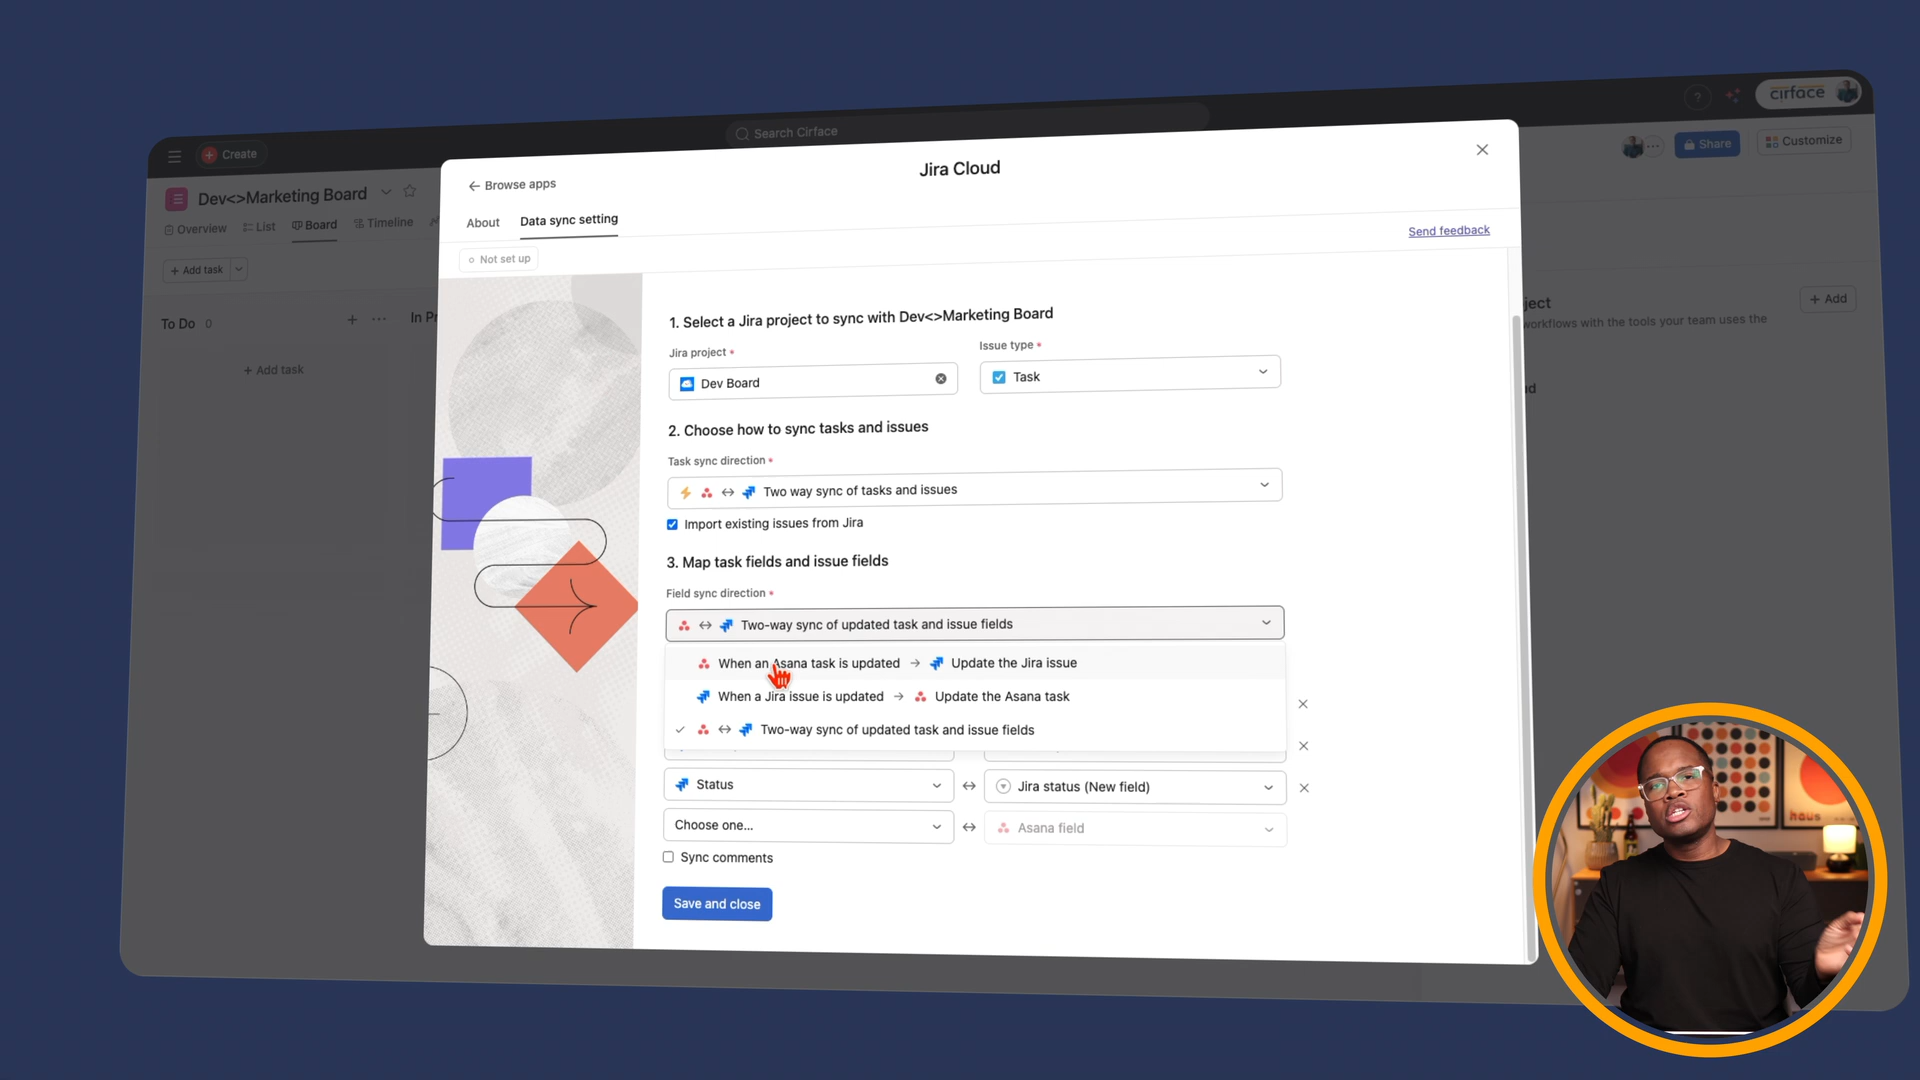 Create
Search Cirface
?
cirface
Dev<>Marketing Board
Share
Customize
Overview
List
Board
Timeline
+ Add task
To Do 0
+ ...
In Pr
+ Add task
Jira Cloud
← Browse apps
About
Data sync setting
Send feedback
Not set up
1. Select a Jira project to sync with Dev<>Marketing Board
Jira project *
Issue type *
Dev Board
Task
2. Choose how to sync tasks and issues
Task sync direction *
Two way sync of tasks and issues
Import existing issues from Jira
3. Map task fields and issue fields
Field sync direction *
Two-way sync of updated task and issue fields
When an Asana task is updated → Update the Jira issue
When a Jira issue is updated → Update the Asana task
Two-way sync of updated task and issue fields
Status
Jira status (New field)
Choose one...
Asana field
Sync comments
Save and close
ject
+ Add
workflows with the tools your team uses the
ud
haus